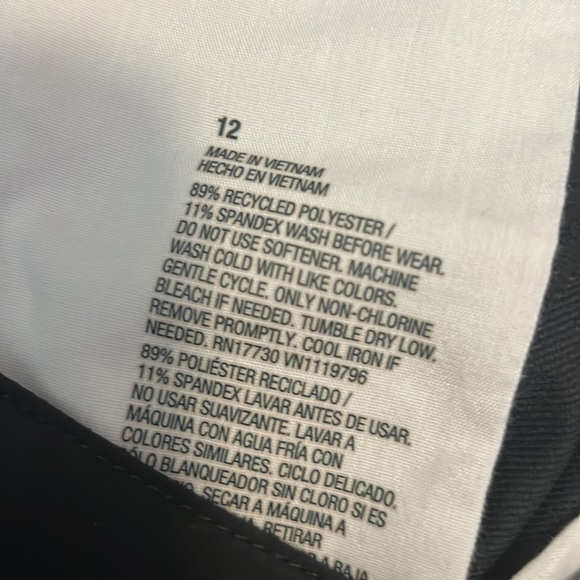 12
MADE IN VIETNAM
HECHO EN VIETNAM
89% RECYCLED POLYESTER /
11% SPANDEX WASH BEFORE WEAR.
DO NOT USE SOFTENER. MACHINE
WASH COLD WITH LIKE COLORS.
GENTLE CYCLE. ONLY NON-CHLORINE
BLEACH IF NEEDED. TUMBLE DRY LOW.
REMOVE PROMPTLY. COOL IRON IF
NEEDED. RN17730 VN1119796
89% POLIÉSTER RECICLADO /
11% SPANDEX LAVAR ANTES DE USAR.
NO USAR SUAVIZANTE. LAVAR A
MÁQUINA CON AGUA FRÍA CON
COLORES SIMILARES. CICLO DELICADO.
SÓLO BLANQUEADOR SIN CLORO SI ES
SECAR A MÁQUINA A
RETIRAR
A BAJA